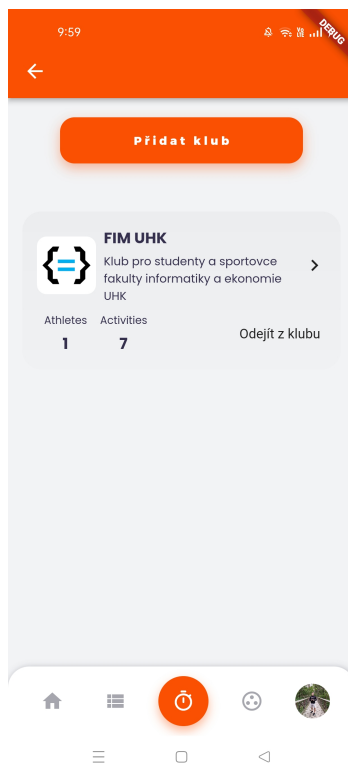 9:59
DEBUG
Přidat klub
FIM UHK
Klub pro studenty a sportovce
fakulty informatiky a ekonomie
UHK
Athletes Activities
1 7
Odejít z klubu